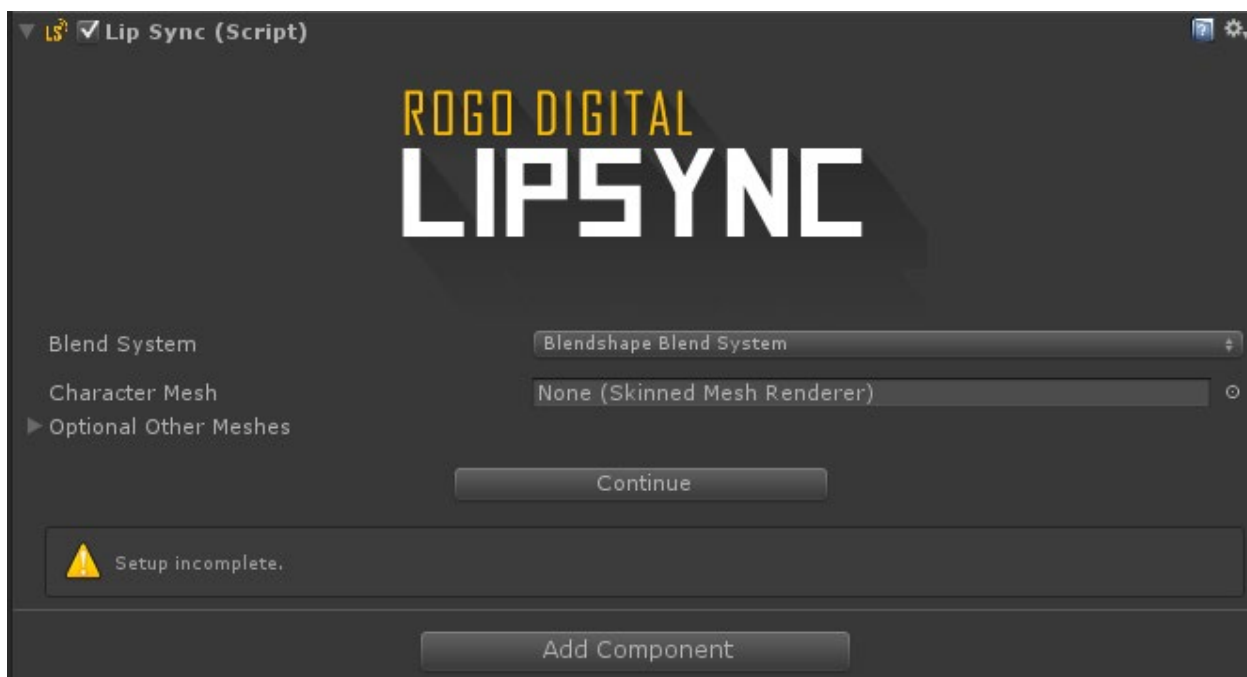 LS Lip Sync (Script)
ROGO DIGITAL
LIPSYNC
Blend System Blendshape Blend System
Character Mesh None (Skinned Mesh Renderer)
Optional Other Meshes
Continue
Setup incomplete.
Add Component